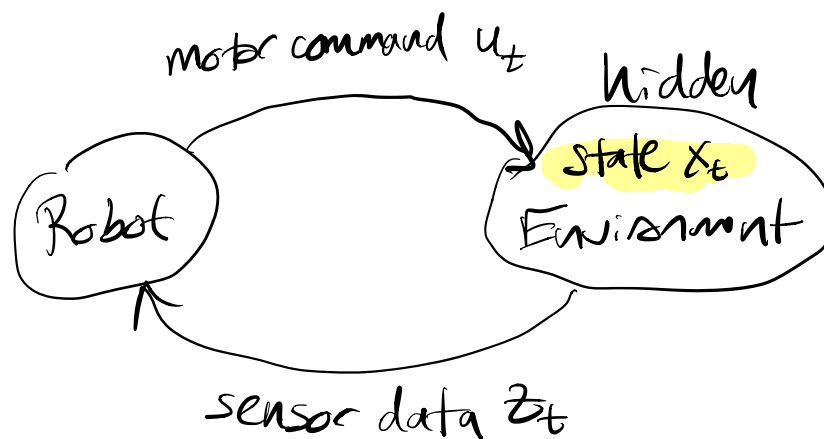 motor command u_t
hidden
state x_t
Robot
Environment
sensor data z_t